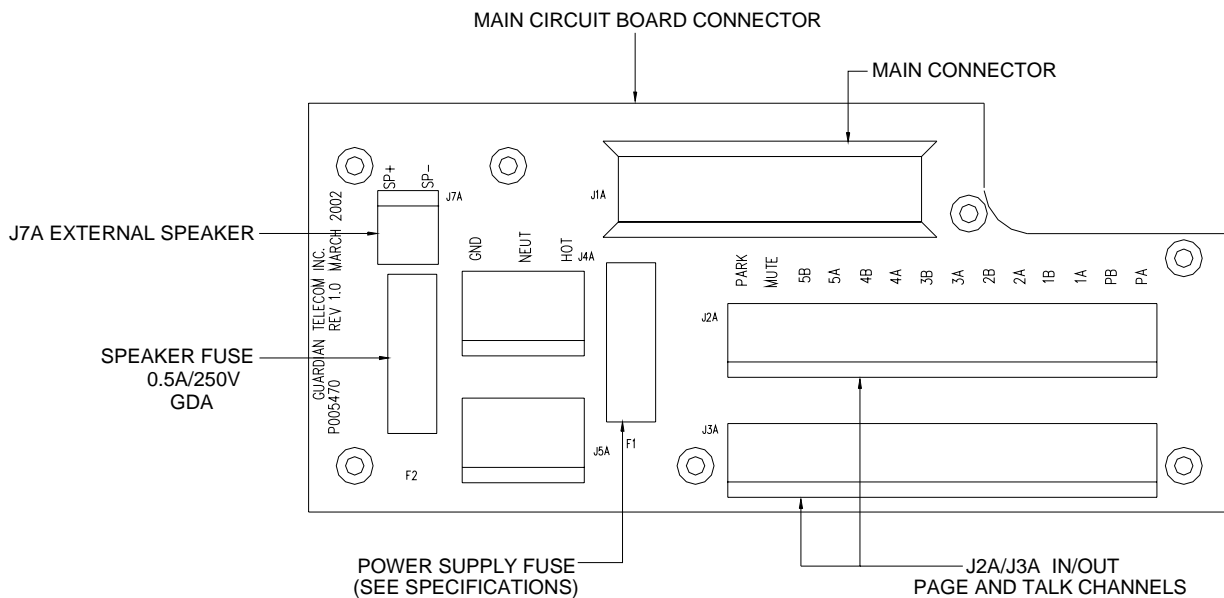 MAIN CIRCUIT BOARD CONNECTOR
MAIN CONNECTOR
SP+
SP-
J7A
J1A
J7A EXTERNAL SPEAKER
GND
NEUT
HOT
J4A
PARK
MUTE
5B
5A
4B
4A
3B
3A
2B
2A
1B
1A
PB
PA
J2A
GUARDIAN TELECOM INC.
P005470 REV 1.0 MARCH 2002
SPEAKER FUSE
0.5A/250V
GDA
J3A
J5A
F1
F2
POWER SUPPLY FUSE
(SEE SPECIFICATIONS)
J2A/J3A IN/OUT
PAGE AND TALK CHANNELS